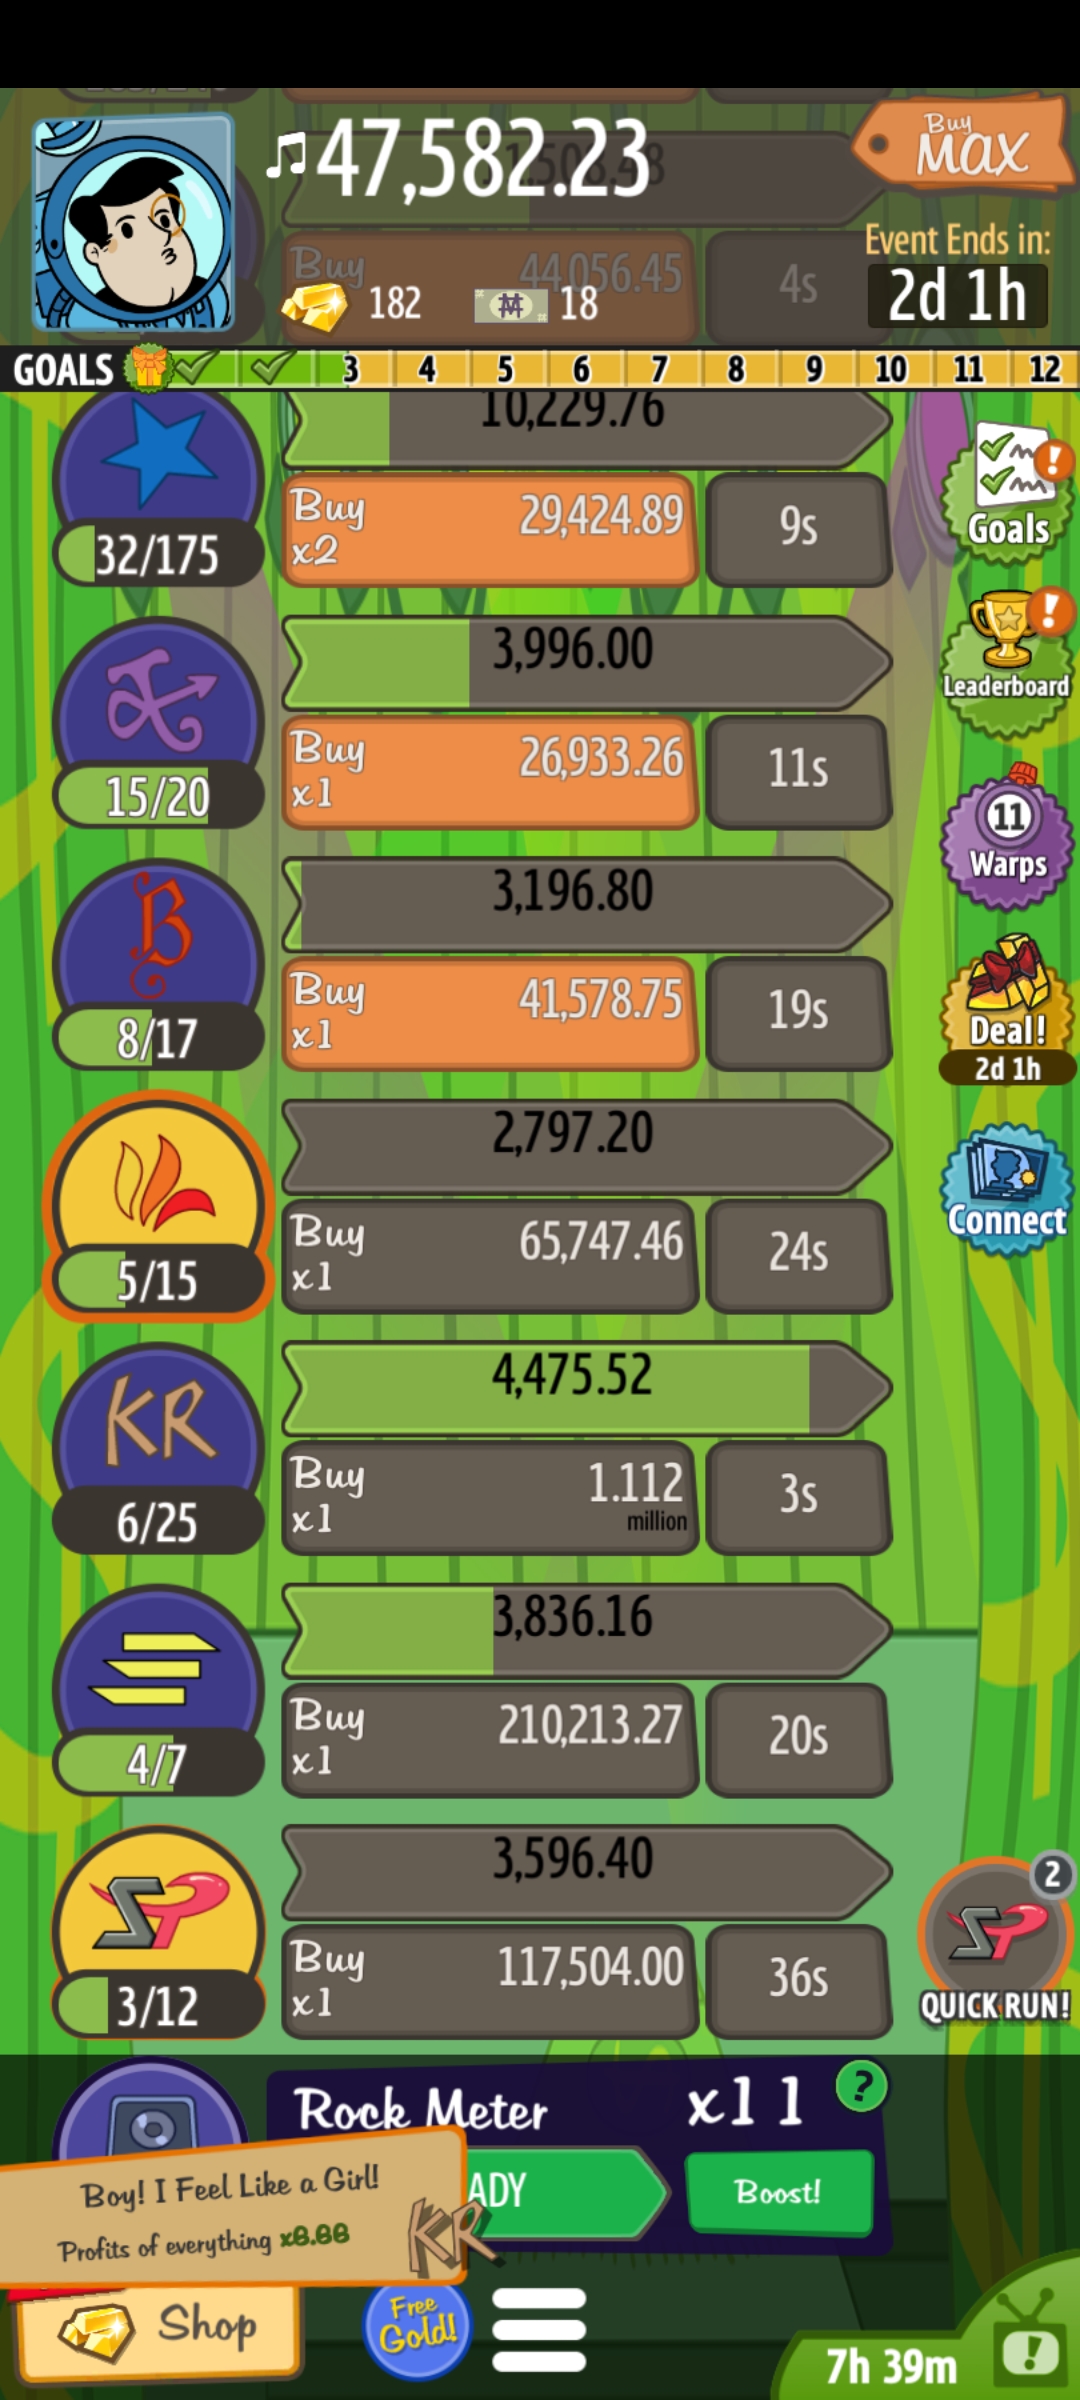 47,582.23
Buy
MAX
Buy
44,056.45
4s
182
18
Event Ends in:
2d 1h
GOALS
3 4 5 6 7 8 9 10 11 12
10,229.76
32/175
Buy
x2
29,424.89
9s
Goals
3,996.00
15/20
Buy
x1
26,933.26
11s
Leaderboard
11
Warps
B
3,196.80
8/17
Buy
x1
41,578.75
19s
Deal!
2d 1h
2,797.20
5/15
Buy
x1
65,747.46
24s
Connect
KR
4,475.52
6/25
Buy
x1
1.112
million
3s
3,836.16
4/7
Buy
x1
210,213.27
20s
SP
3,596.40
3/12
Buy
x1
117,504.00
36s
2
SP
QUICK RUN!
Rock Meter
x11
?
ADY
Boost!
Boy! I Feel Like a Girl!
Profits of everything x8.88
KR
Shop
Free
Gold!
7h 39m